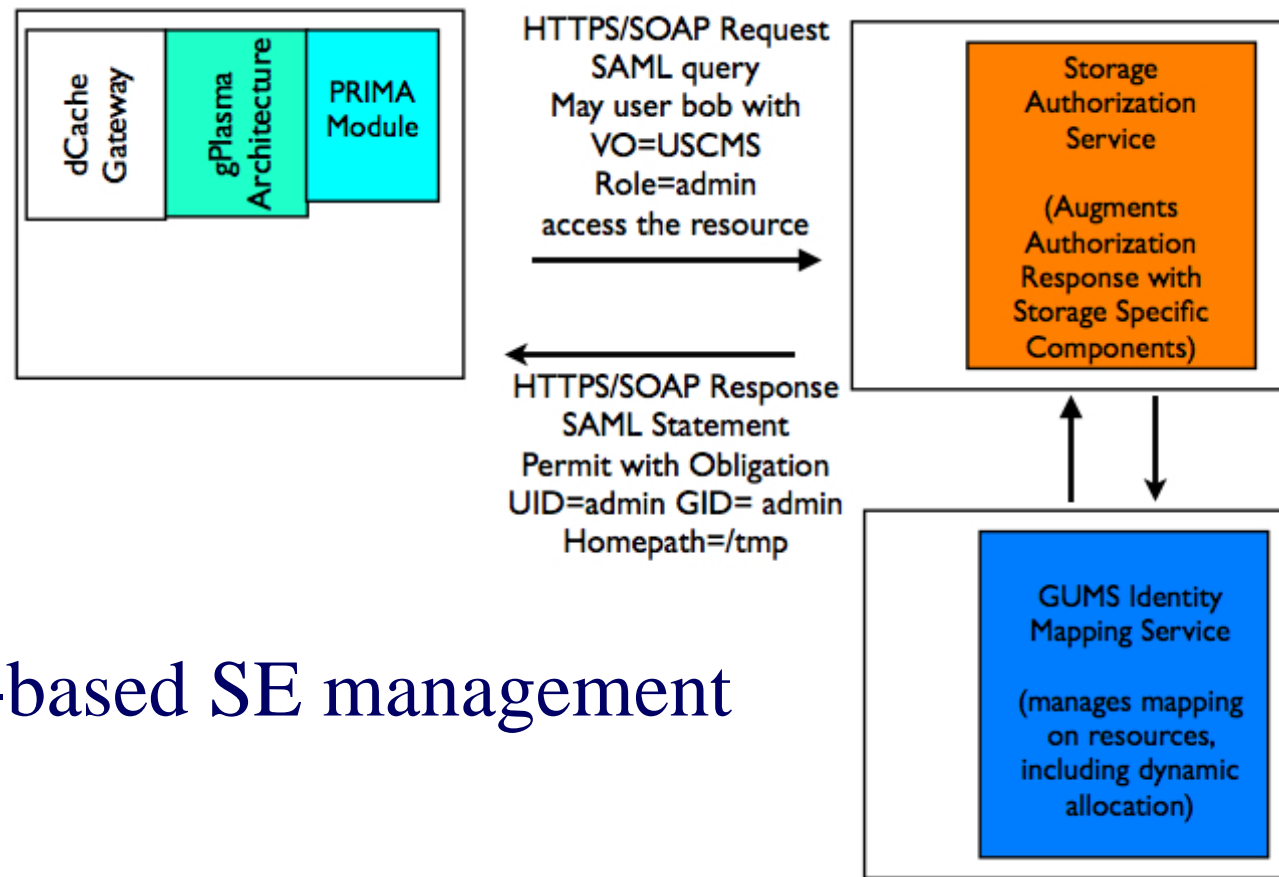 dCache
Gateway
gPlasma
Architecture
PRIMA
Module
HTTPS/SOAP Request
SAML query
May user bob with
VO=USCMS
Role=admin
access the resource
HTTPS/SOAP Response
SAML Statement
Permit with Obligation
UID=admin GID= admin
Homepath=/tmp
Storage
Authorization
Service
(Augments
Authorization
Response with
Storage Specific
Components)
GUMS Identity
Mapping Service
(manages mapping
on resources,
including dynamic
allocation)
-based SE management